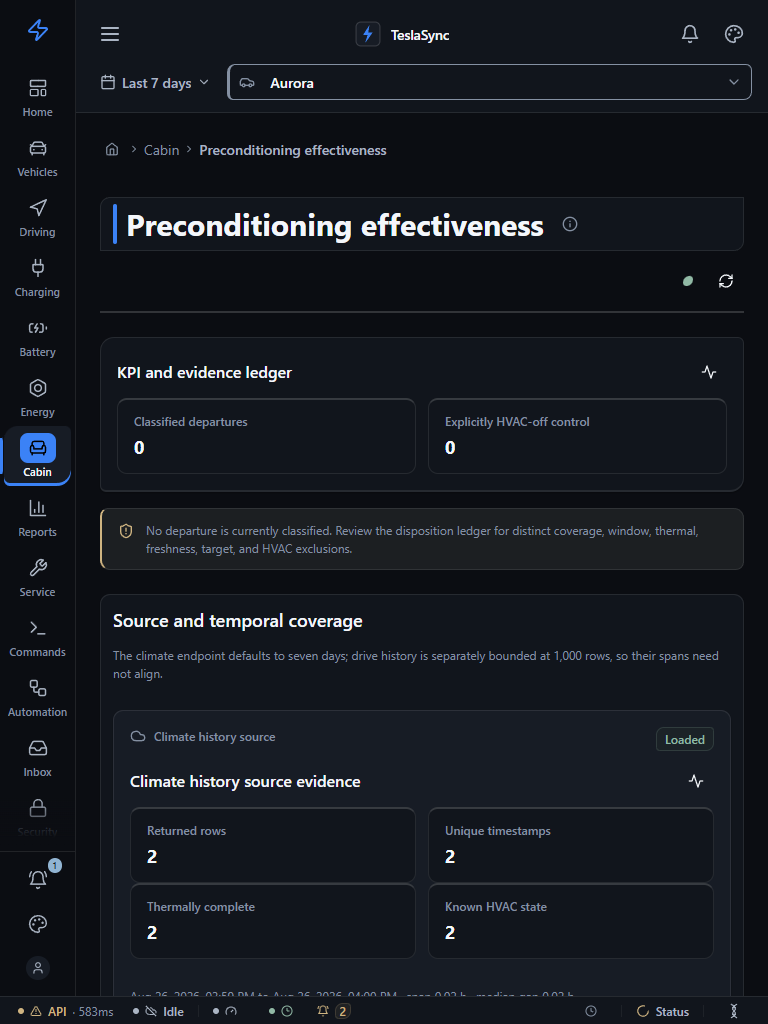 TeslaSync
Last 7 days
Aurora
Home
Vehicles
Driving
Charging
Battery
Energy
Cabin
Reports
Service
Commands
Automation
Inbox
Security
1
Cabin
Preconditioning effectiveness
Preconditioning effectiveness
KPI and evidence ledger
Classified departures
0
Explicitly HVAC-off control
0
No departure is currently classified. Review the disposition ledger for distinct coverage, window, thermal,
freshness, target, and HVAC exclusions.
Source and temporal coverage
The climate endpoint defaults to seven days; drive history is separately bounded at 1,000 rows, so their spans need
not align.
Climate history source
Loaded
Climate history source evidence
Returned rows
2
Unique timestamps
2
Thermally complete
2
Known HVAC state
2
API · 583ms
Idle
2
Status